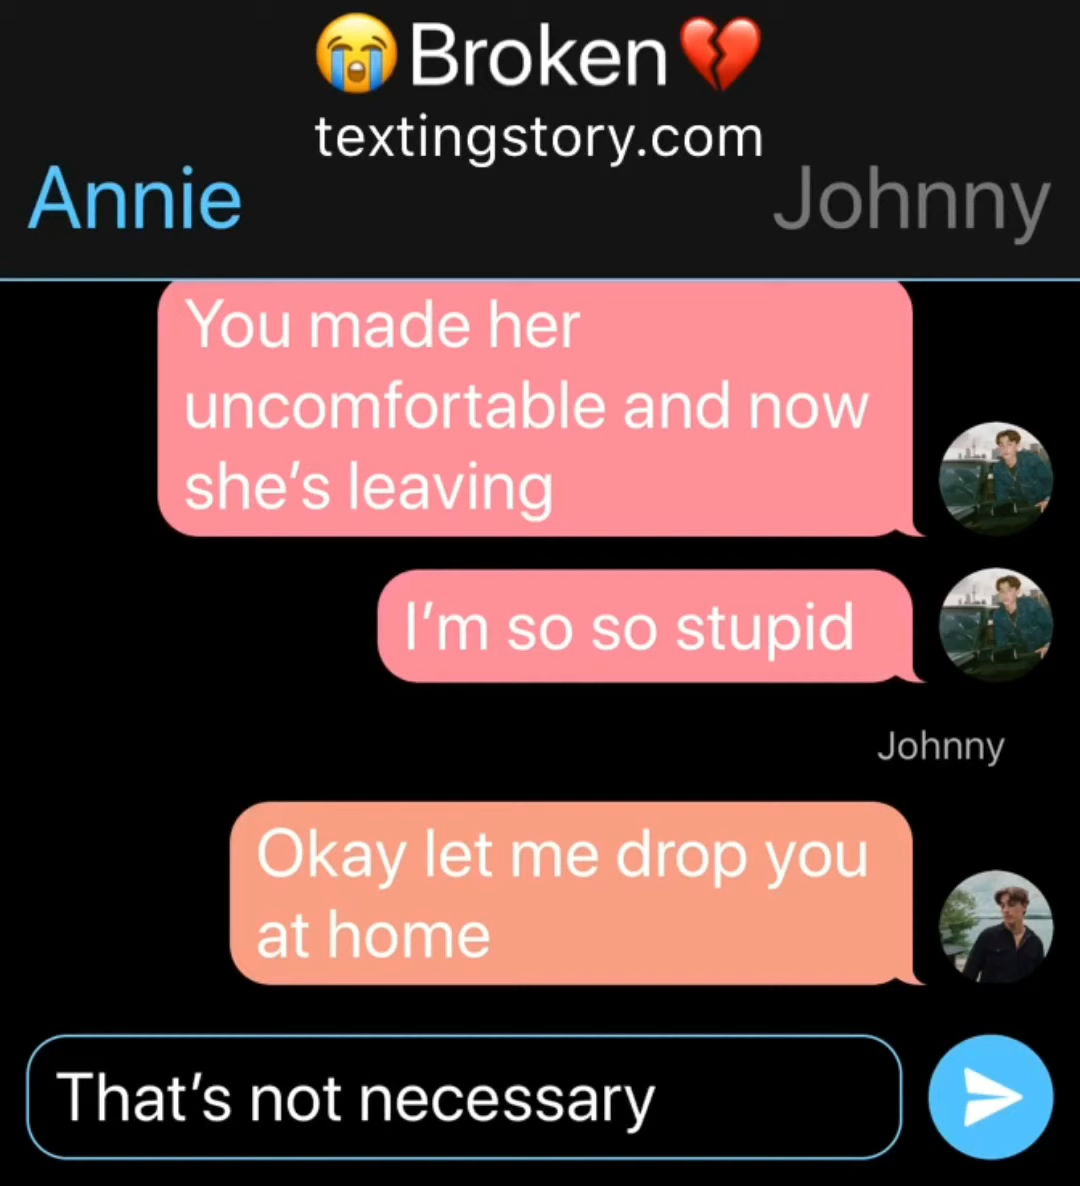 😭Broken💔
textingstory.com
Annie
Johnny
You made her
uncomfortable and now
she’s leaving
I’m so so stupid
Johnny
Okay let me drop you
at home
That’s not necessary